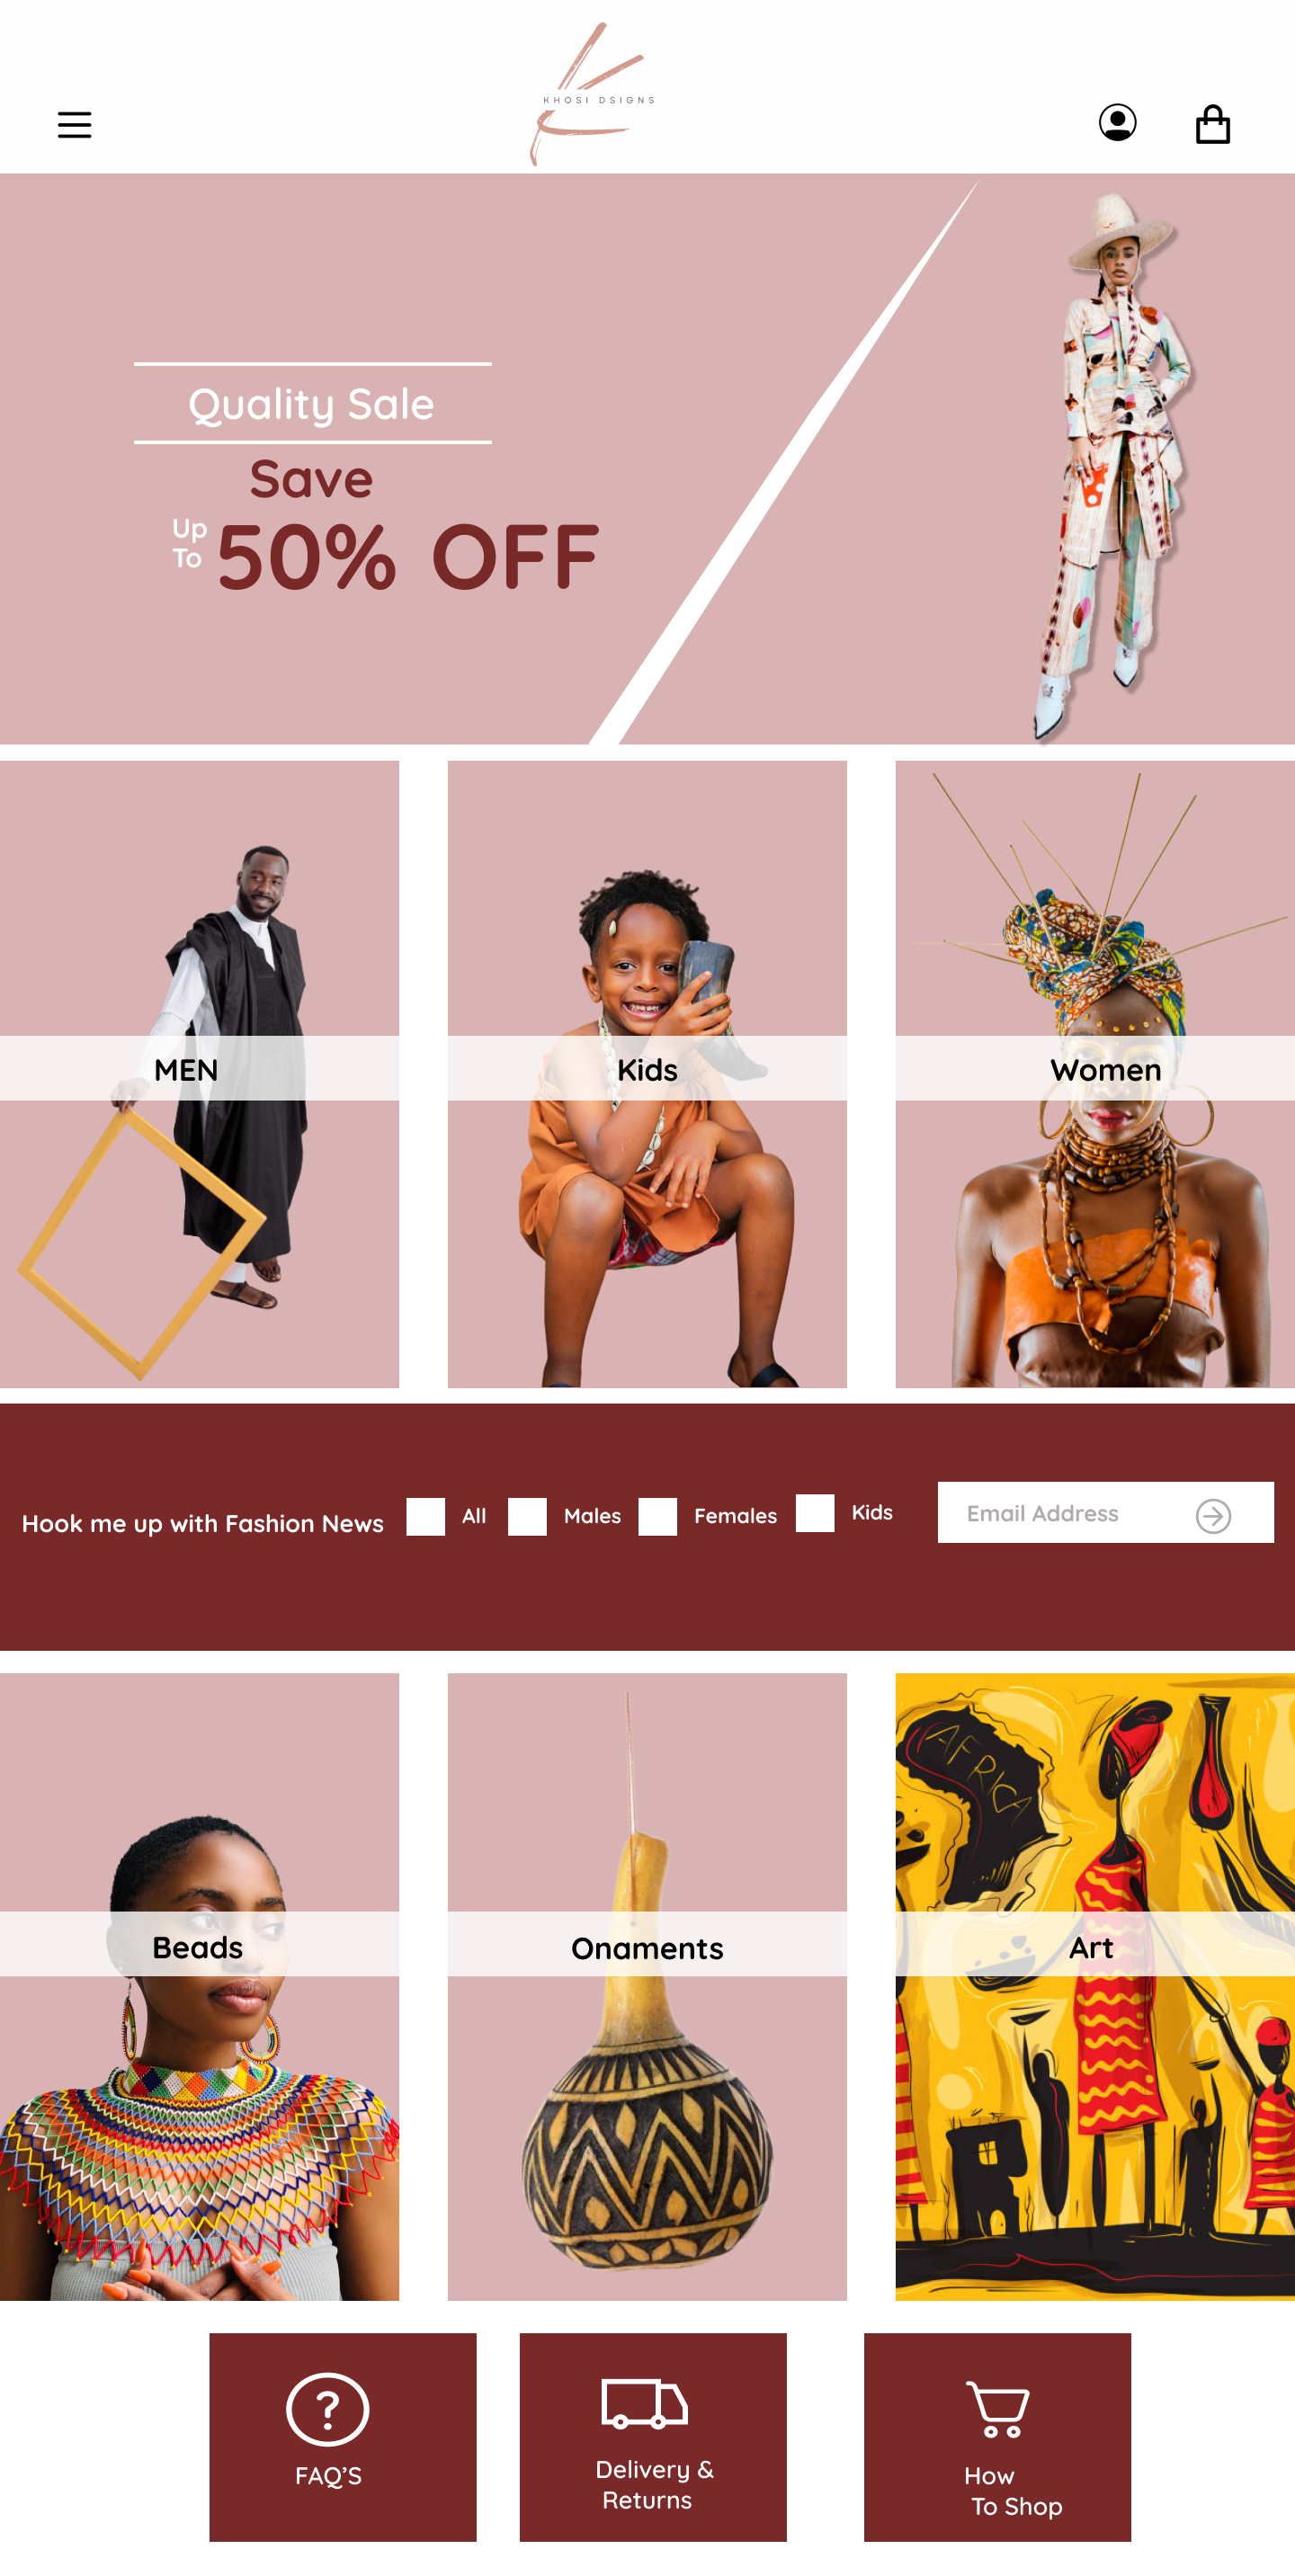 KHOSI DSIGNS
Quality Sale
Save
Up
To
50% OFF
MEN
Kids
Women
Hook me up with Fashion News
All
Males
Females
Kids
Email Address
AFRICA
Beads
Onaments
Art
FAQ'S
Delivery &
Returns
How
To Shop